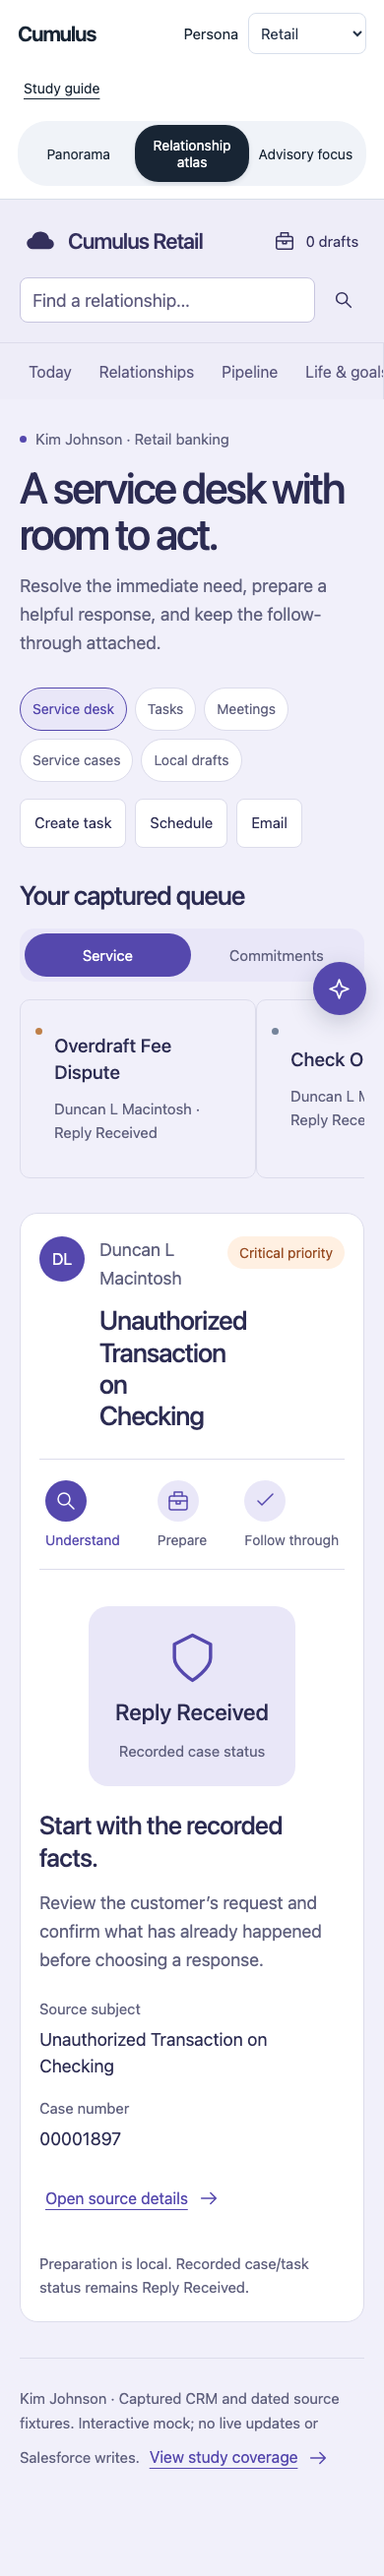 Cumulus
Persona
Retail
Study guide
Panorama
Relationship
atlas
Advisory focus
Cumulus Retail
0 drafts
Find a relationship...
Today
Relationships
Pipeline
Life & goals
Kim Johnson · Retail banking
A service desk with
room to act.
Resolve the immediate need, prepare a
helpful response, and keep the follow-
through attached.
Service desk
Tasks
Meetings
Service cases
Local drafts
Create task
Schedule
Email
Your captured queue
Service
Commitments
Overdraft Fee
Dispute
Duncan L Macintosh ·
Reply Received
Check O
Duncan L M
Reply Rece
DL
Duncan L
Macintosh
Critical priority
Unauthorized
Transaction
on
Checking
Understand
Prepare
Follow through
Reply Received
Recorded case status
Start with the recorded
facts.
Review the customer’s request and
confirm what has already happened
before choosing a response.
Source subject
Unauthorized Transaction on
Checking
Case number
00001897
Open source details
Preparation is local. Recorded case/task
status remains Reply Received.
Kim Johnson · Captured CRM and dated source
fixtures. Interactive mock; no live updates or
Salesforce writes. View study coverage